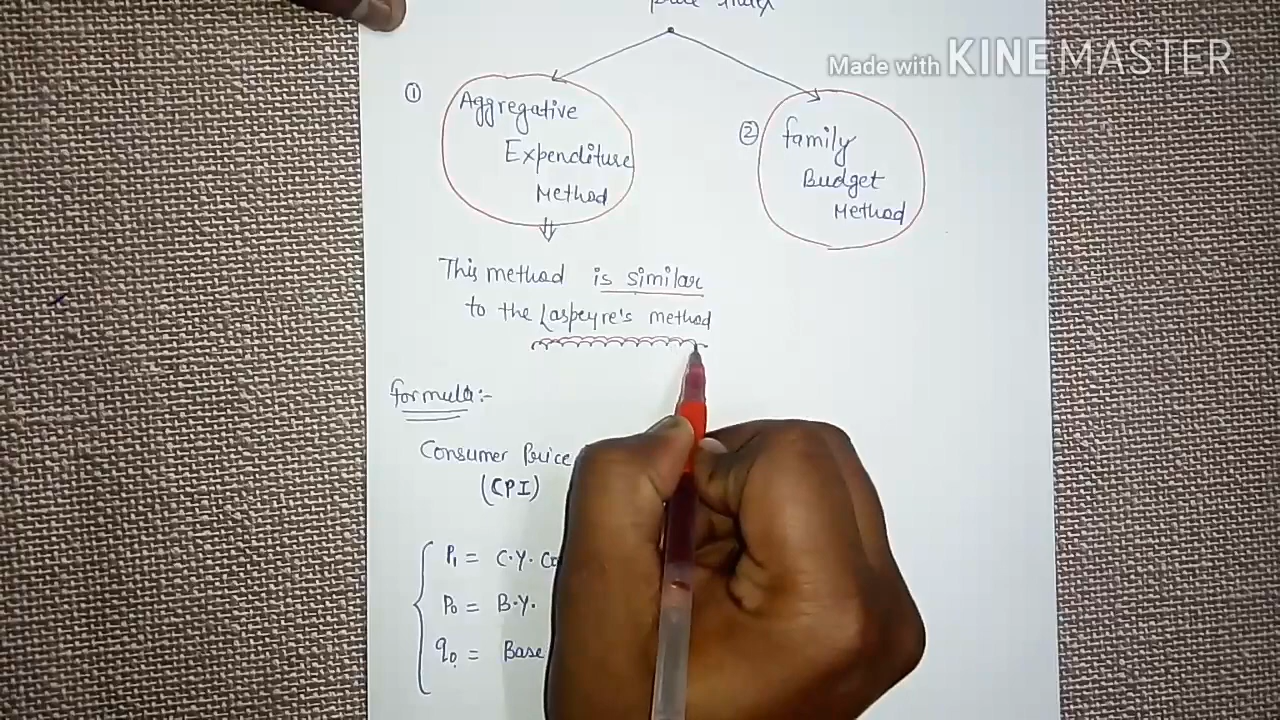 Made with KINEMASTER
① Aggregative
Expenditure
Method
② family
Budget
Method
This method is similar
to the Laspeyre's method
formula:-
Consumer Price
(CPI)
P₁ = C.Y.
P₀ = B.Y.
q₀ = Base